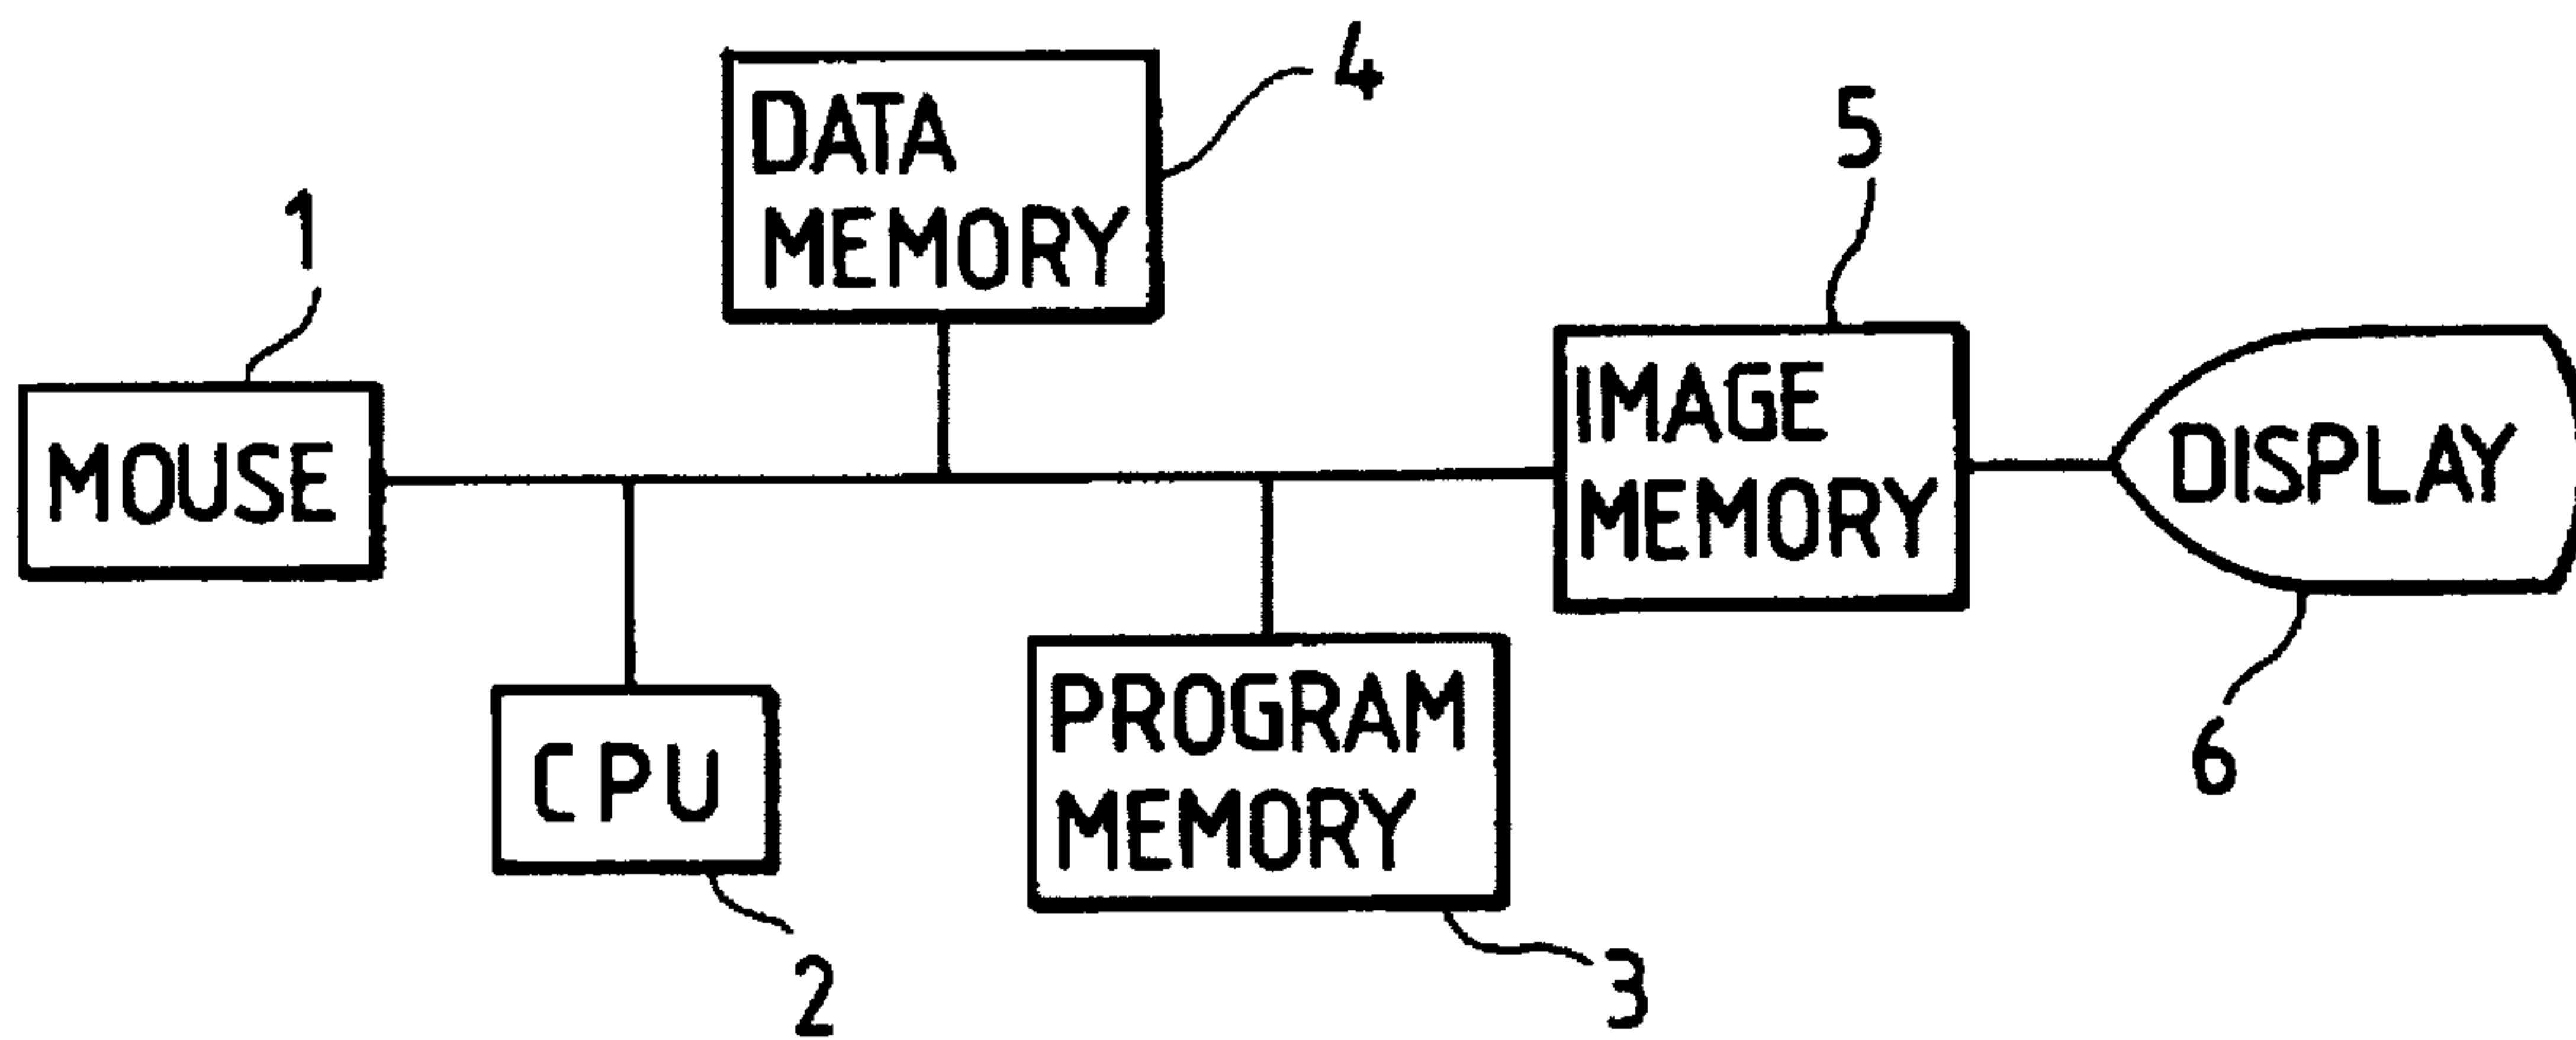 4
DATA
MEMORY
5
1
IMAGE
MEMORY
DISPLAY
MOUSE
6
CPU
PROGRAM
MEMORY
2
3